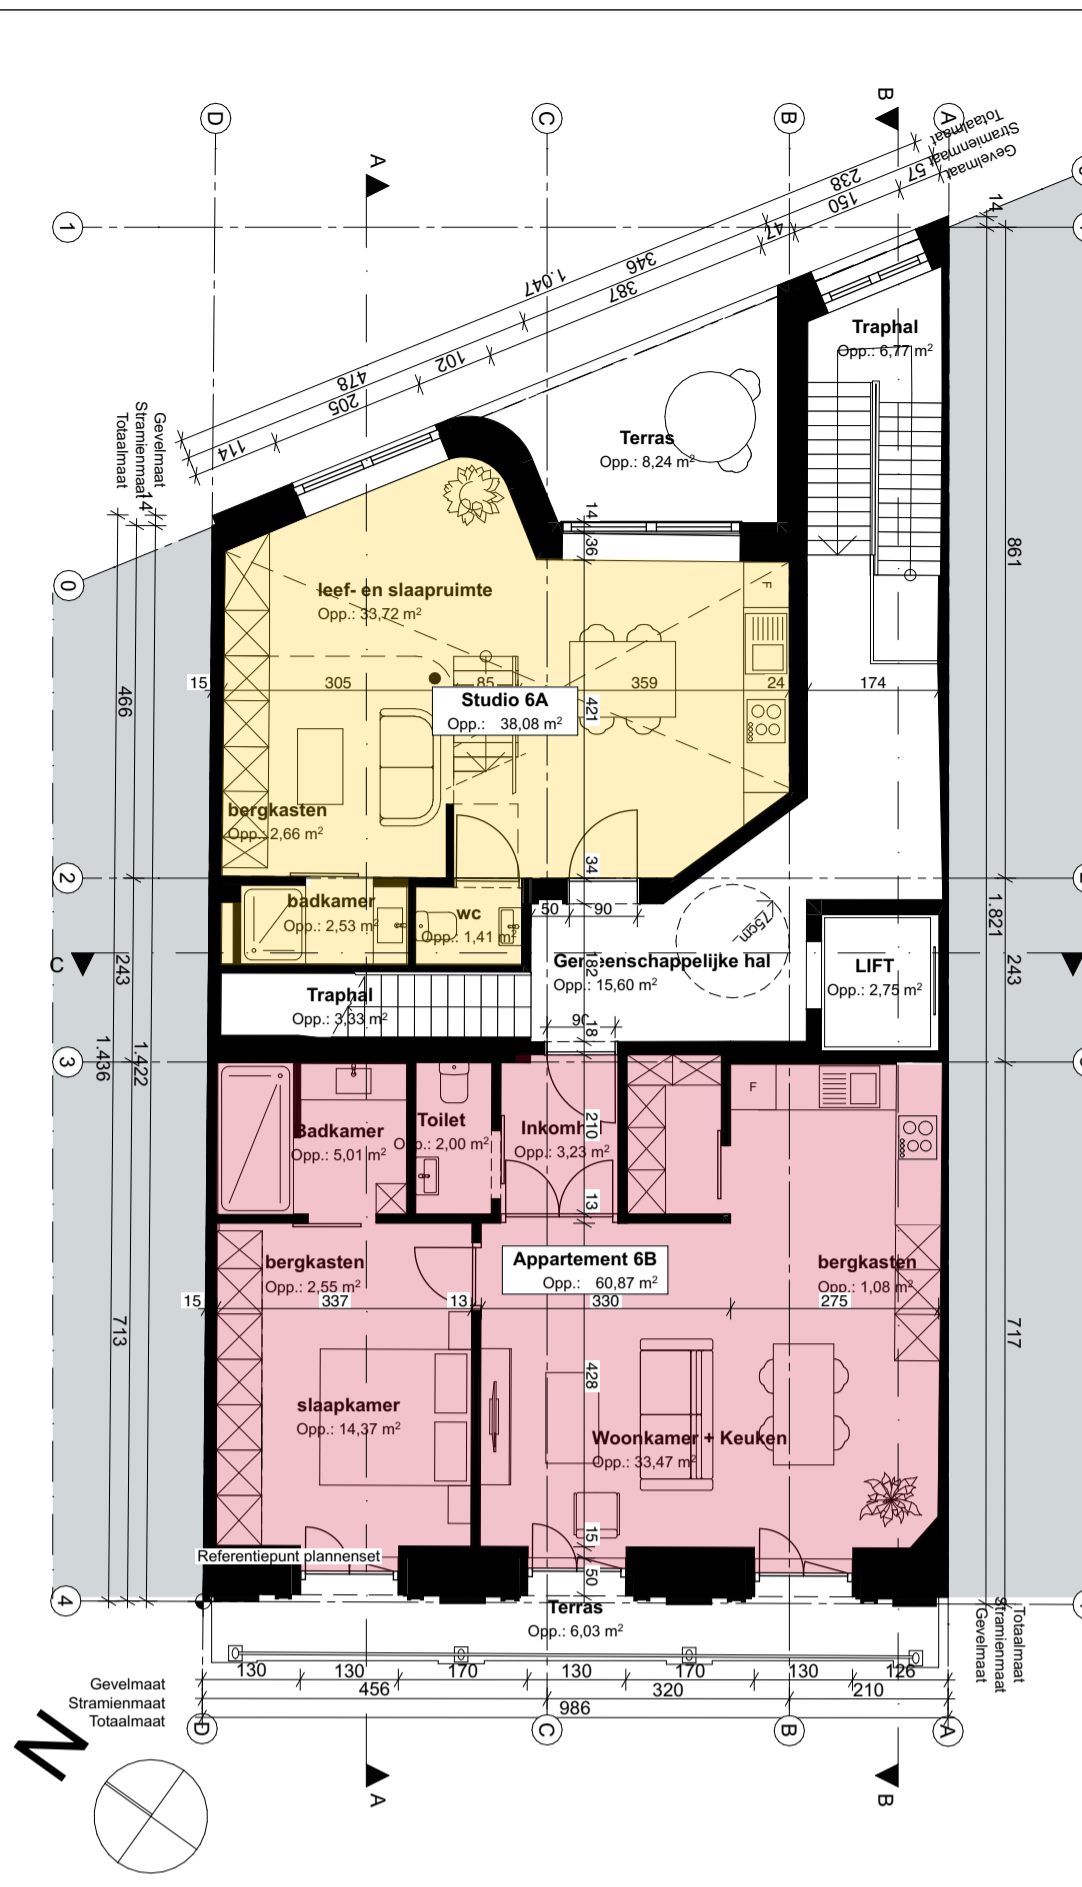 D
C
B
B
A
A
Totaalmaat
Stramienmaat
Gevelmaat
57
238
150
14
47
1
346
1.047
387
102
478
205
114
Traphal
Opp.: 6,77 m²
Terras
Opp.: 8,24 m²
Gevelmaat
Stramienmaat
Totaalmaat
14
14
36
861
0
leef- en slaapruimte
Opp.: 33,72 m²
F
15
305
85
359
24
174
466
421
Studio 6A
Opp.: 38,08 m²
bergkasten
Opp.: 2,66 m²
34
2
badkamer
Opp.: 2,53 m²
wc
Opp.: 1,41 m²
50
90
75cm
1.821
C
243
Gemeenschappelijke hal
Opp.: 15,60 m²
182
LIFT
Opp.: 2,75 m²
243
Traphal
Opp.: 3,33 m²
90
18
3
1.436
1.422
F
Badkamer
Opp.: 5,01 m²
Toilet
Opp.: 2,00 m²
Inkomh
Opp.: 3,23 m²
210
13
bergkasten
Opp.: 2,55 m²
Appartement 6B
Opp.: 60,87 m²
bergkasten
Opp.: 1,08 m²
15
337
13
330
275
713
717
428
slaapkamer
Opp.: 14,37 m²
Woonkamer + Keuken
Opp.: 33,47 m²
15
Referentiepunt plannenset
50
4
Terras
Opp.: 6,03 m²
Totaalmaat
Stramienmaat
Gevelmaat
130
130
170
130
170
130
126
Gevelmaat
456
320
210
Stramienmaat
986
Totaalmaat
D
C
B
A
N
A
B